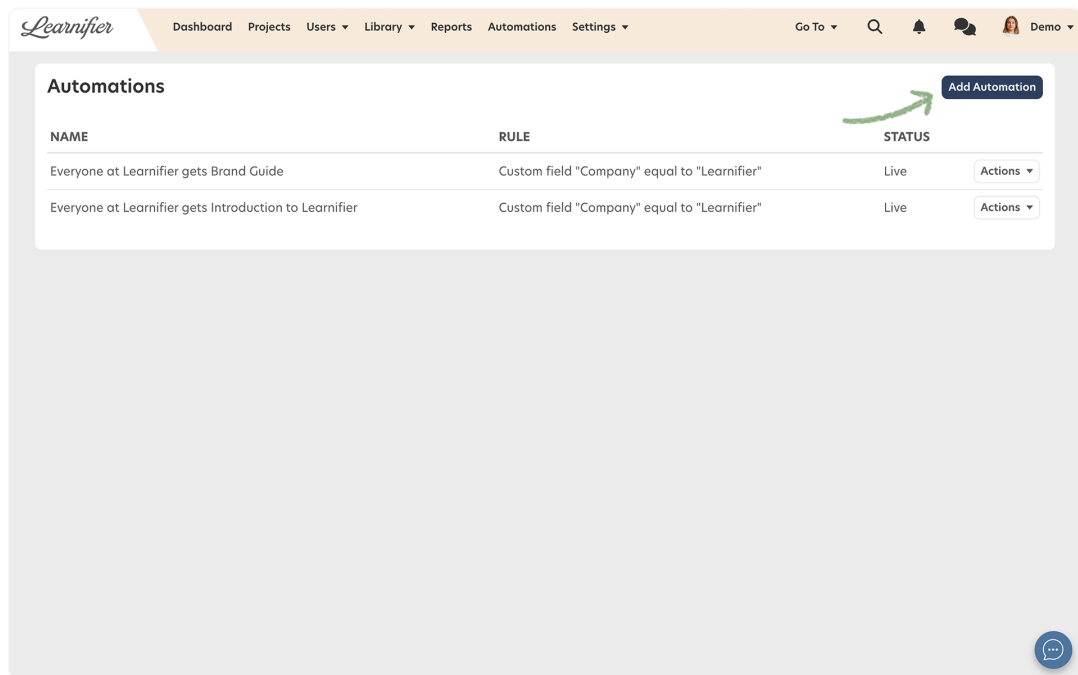 Learnifier Dashboard Projects Users Library Reports Automations Settings Go To Demo
Automations Add Automation
NAME RULE STATUS
Everyone at Learnifier gets Brand Guide Custom field "Company" equal to "Learnifier" Live Actions
Everyone at Learnifier gets Introduction to Learnifier Custom field "Company" equal to "Learnifier" Live Actions